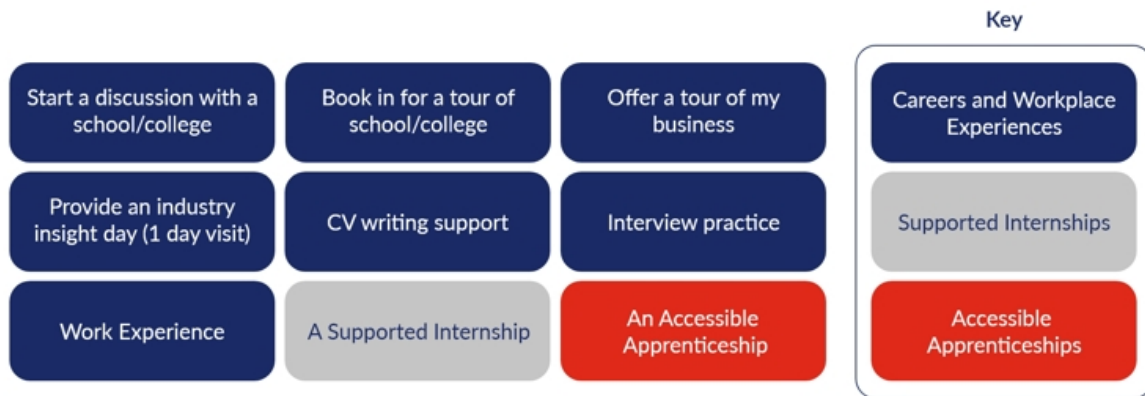 Key
Start a discussion with a
school/college
Book in for a tour of
school/college
Offer a tour of my
business
Careers and Workplace
Experiences
Provide an industry
insight day (1 day visit)
CV writing support
Interview practice
Supported Internships
Work Experience
A Supported Internship
An Accessible
Apprenticeship
Accessible
Apprenticeships